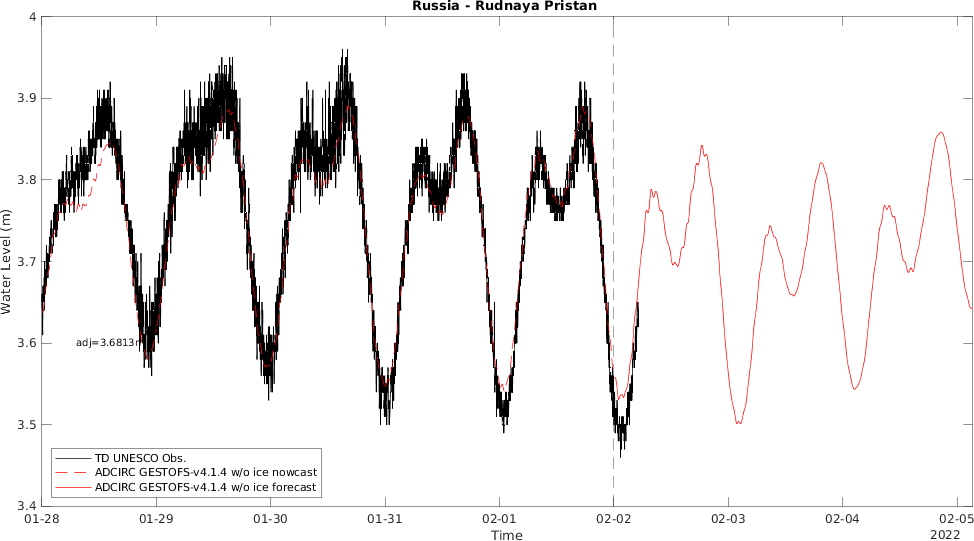 Russia - Rudnaya Pristan
4
3.9
3.8
3.7
3.6
3.5
3.4
Water Level (m)
adj=3.6813m
TD UNESCO Obs.
ADCIRC GESTOFS-v4.1.4 w/o ice nowcast
ADCIRC GESTOFS-v4.1.4 w/o ice forecast
01-28 01-29 01-30 01-31 02-01 02-02 02-03 02-04 02-05
Time
2022